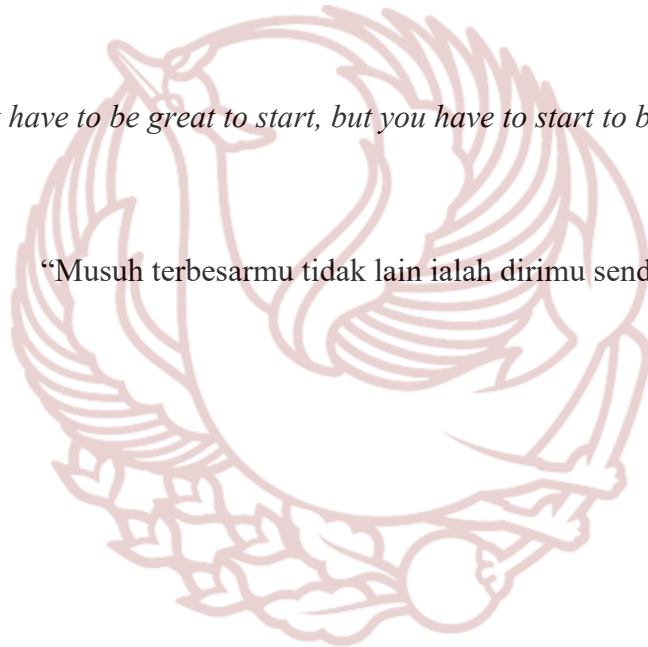 have to be great to start, but you have to start to b
“Musuh terbesarmu tidak lain ialah dirimu send